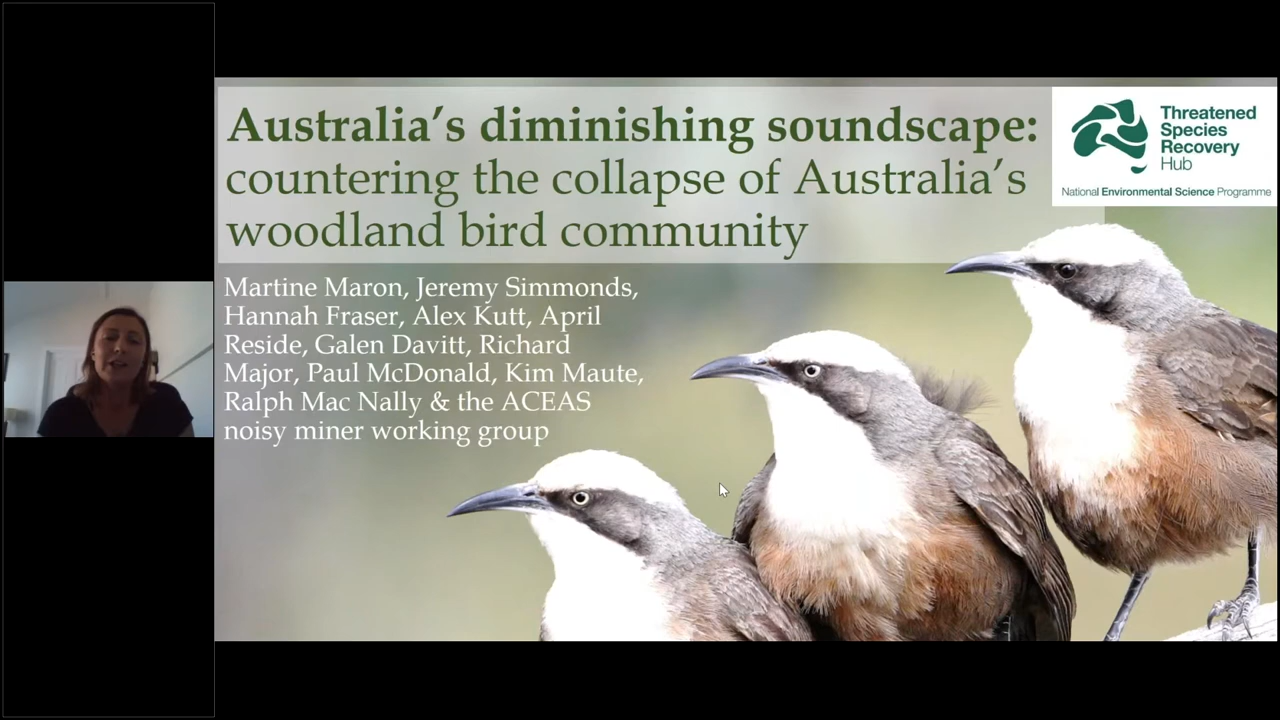 Australia's diminishing soundscape:
countering the collapse of Australia's
woodland bird community
Threatened
Species
Recovery
Hub
National Environmental Science Programme
Martine Maron, Jeremy Simmonds,
Hannah Fraser, Alex Kutt, April
Reside, Galen Davitt, Richard
Major, Paul McDonald, Kim Maute,
Ralph Mac Nally & the ACEAS
noisy miner working group